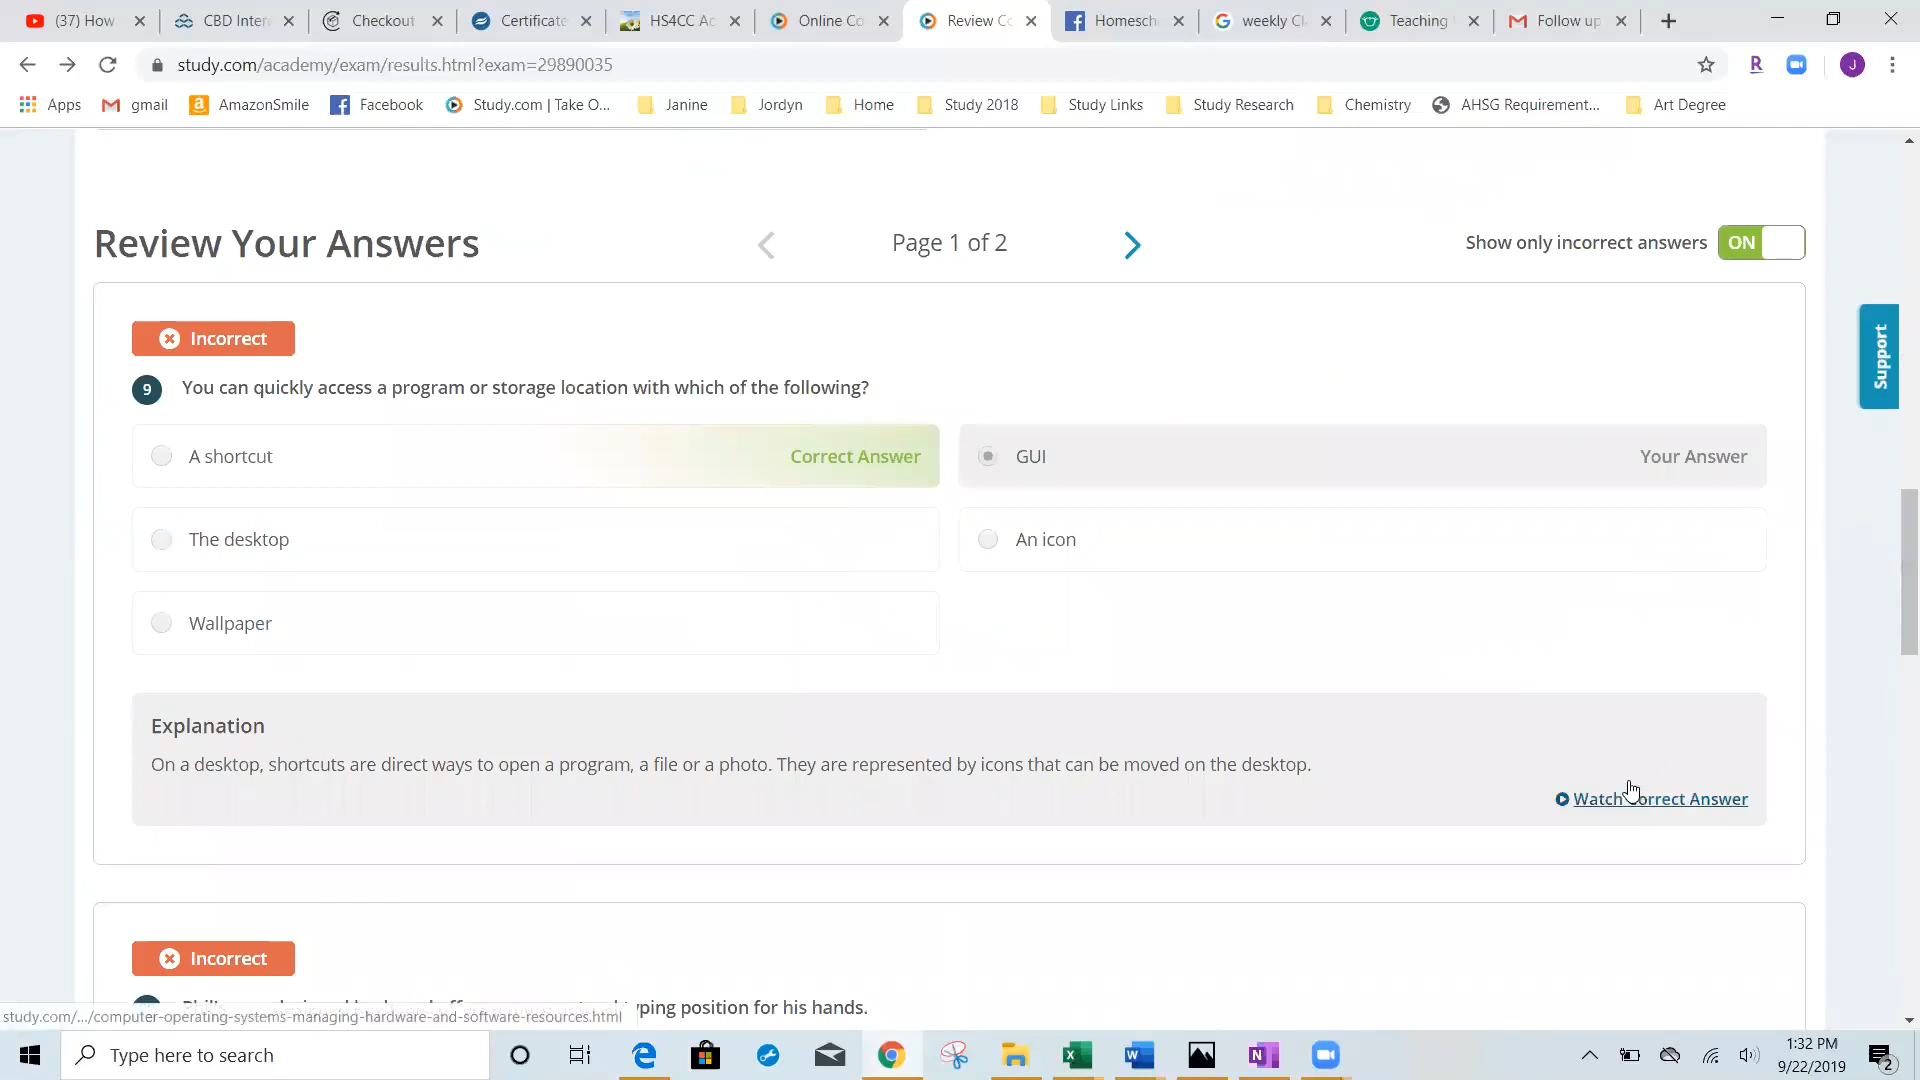 (37) How
CBD Inter
Checkout
Certificate
HS4CC Ac
Online Co
Review Co
Homesch
weekly Cl
Teaching
Follow up
study.com/academy/exam/results.html?exam=29890035
R
J
Apps
gmail
AmazonSmile
Facebook
Study.com | Take O...
Janine
Jordyn
Home
Study 2018
Study Links
Study Research
Chemistry
AHSG Requirement...
Art Degree
Review Your Answers
Page 1 of 2
Show only incorrect answers ON
Support
Incorrect
9 You can quickly access a program or storage location with which of the following?
A shortcut Correct Answer
GUI Your Answer
The desktop
An icon
Wallpaper
Explanation
On a desktop, shortcuts are direct ways to open a program, a file or a photo. They are represented by icons that can be moved on the desktop.
Watch Correct Answer
Incorrect
typing position for his hands.
study.com/.../computer-operating-systems-managing-hardware-and-software-resources.html
Type here to search
1:32 PM
9/22/2019
2